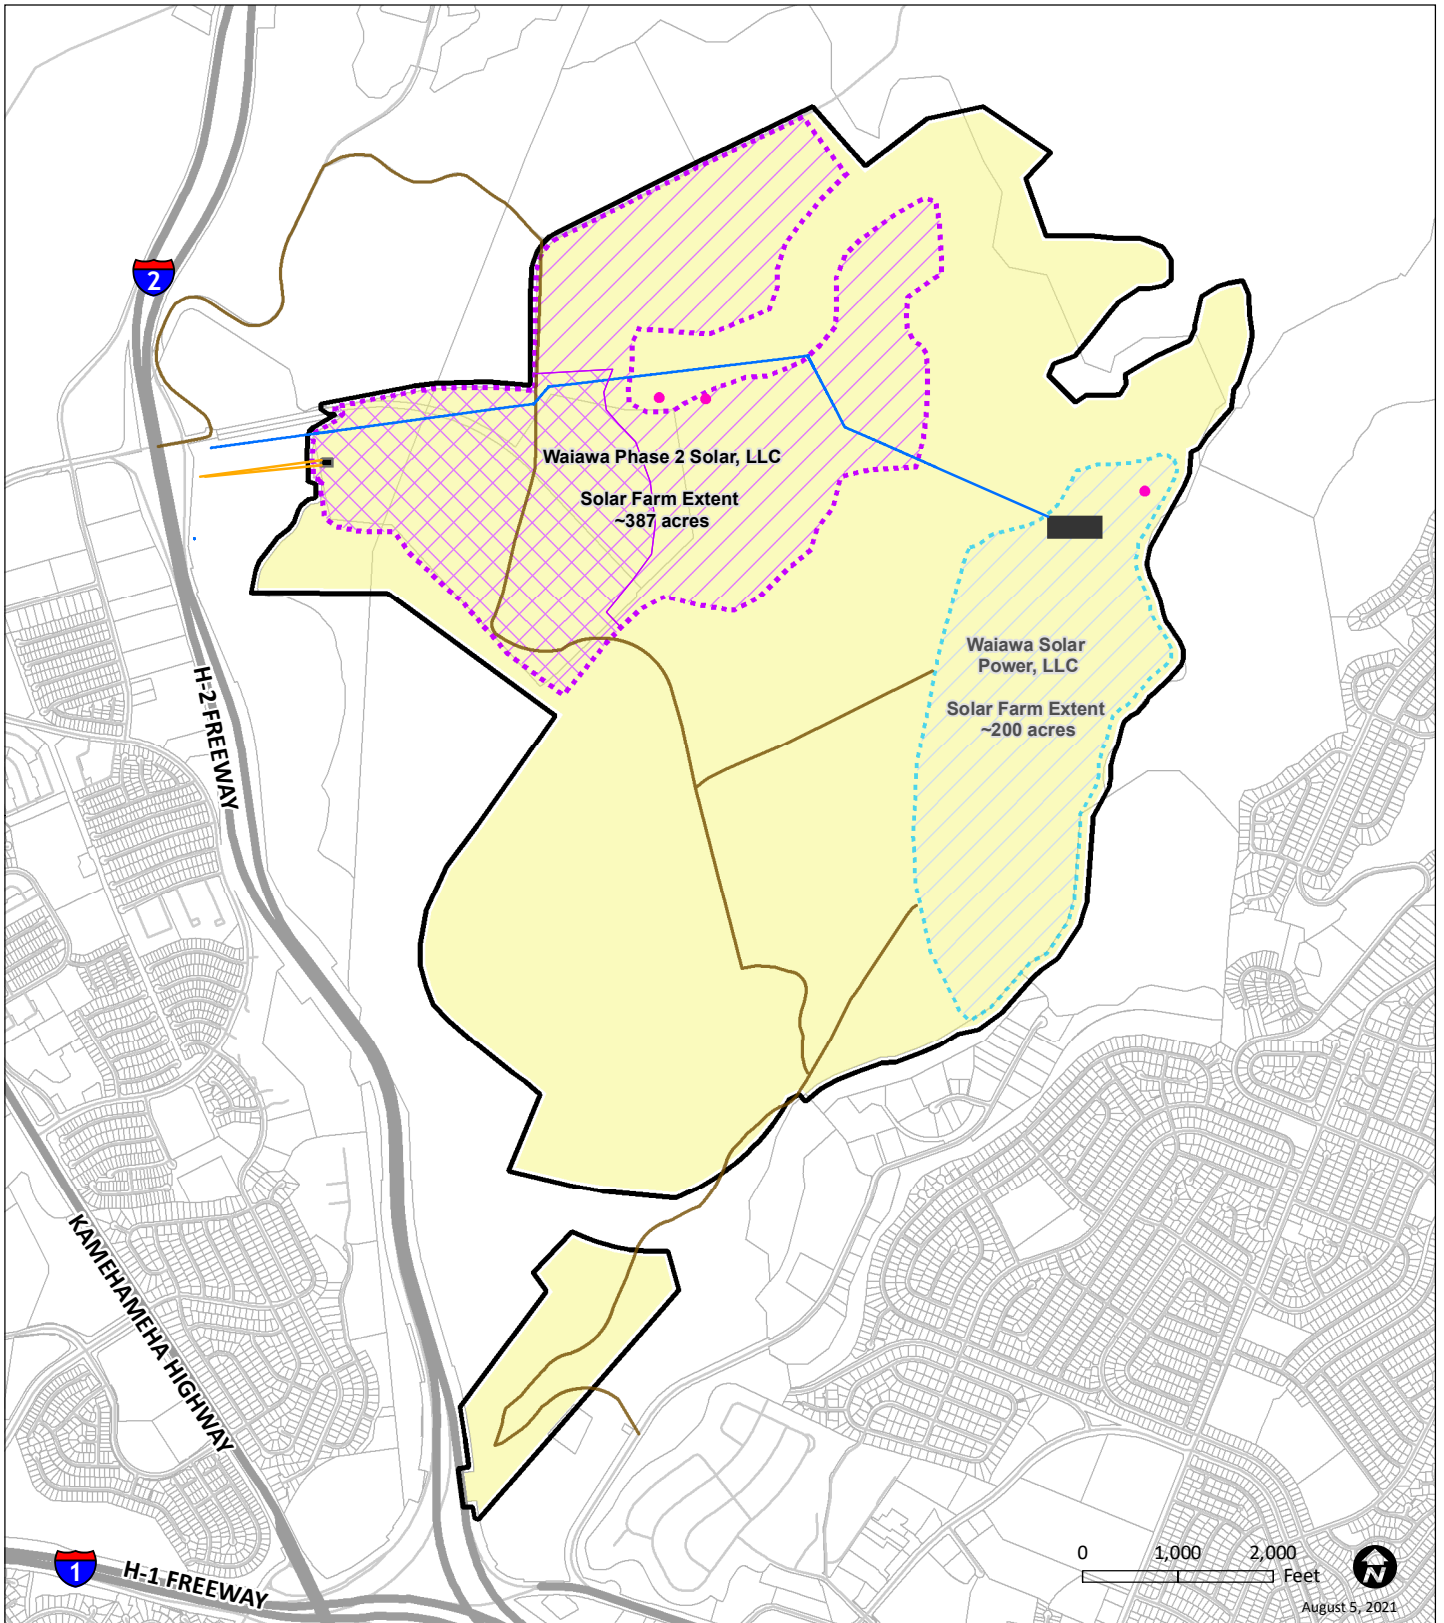 2
Waiawa Phase 2 Solar, LLC
Solar Farm Extent
~387 acres
Waiawa Solar
Power, LLC
Solar Farm Extent
~200 acres
H-2 FREEWAY
KAMEHAMEHA HIGHWAY
1
H-1 FREEWAY
0 1,000 2,000
Feet
N
August 5, 2021